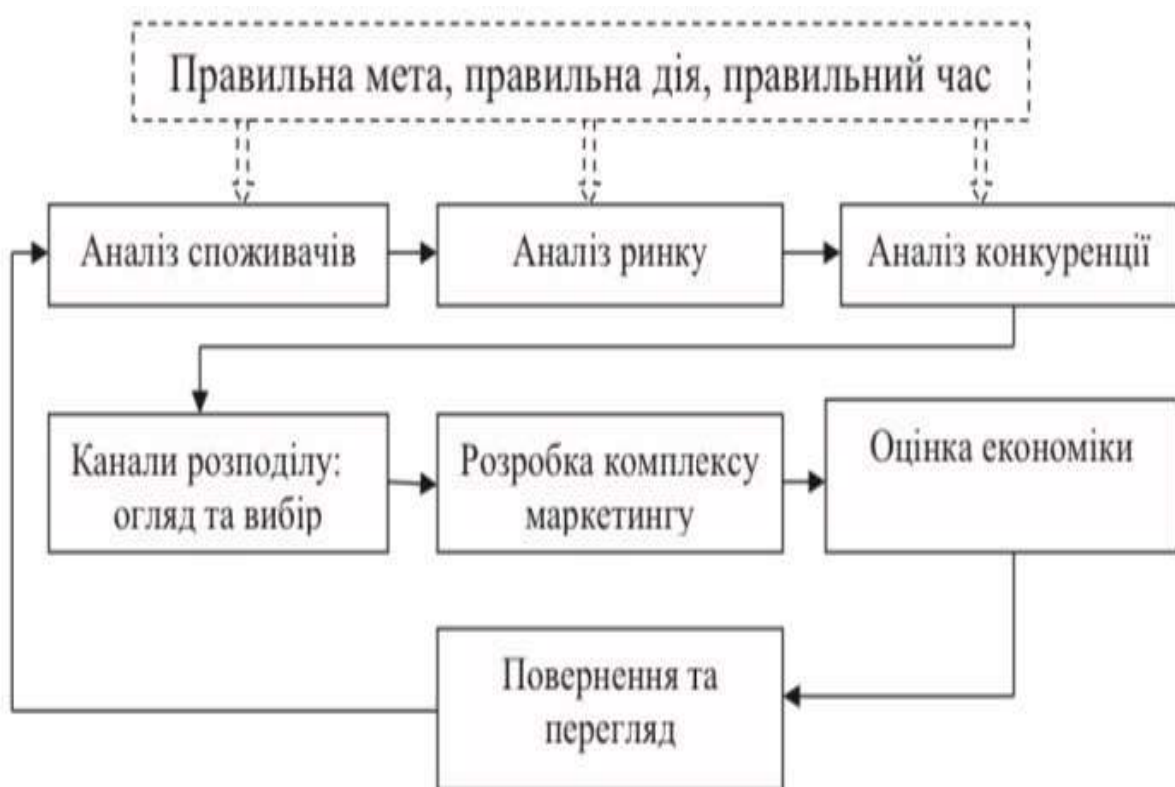 Правильна мета, правильна дія, правильний час
Аналіз споживачів
Аналіз ринку
Аналіз конкуренції
Канали розподілу:
огляд та вибір
Розробка комплексу
маркетингу
Оцінка економіки
Повернення та
перегляд